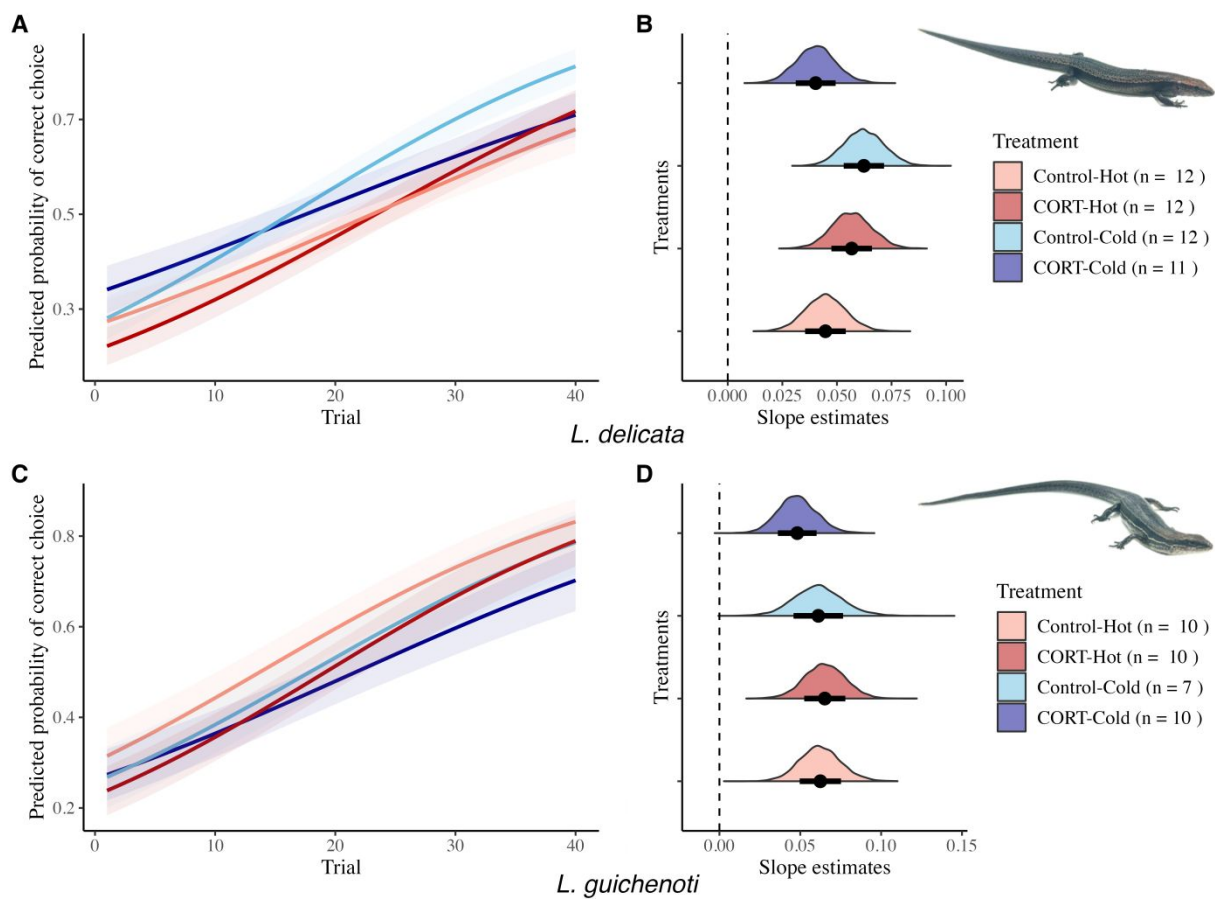 A
Predicted probability of correct choice
0.7
0.5
0.3
0
10
20
30
40
Trial
B
Treatments
0.000
0.025
0.050
0.075
0.100
Slope estimates
Treatment
Control-Hot (n = 12 )
CORT-Hot (n = 12 )
Control-Cold (n = 12 )
CORT-Cold (n = 11 )
L. delicata
C
Predicted probability of correct choice
0.8
0.6
0.4
0.2
0
10
20
30
40
Trial
D
Treatments
0.00
0.05
0.10
0.15
Slope estimates
Treatment
Control-Hot (n = 10 )
CORT-Hot (n = 10 )
Control-Cold (n = 7 )
CORT-Cold (n = 10 )
L. guichenoti